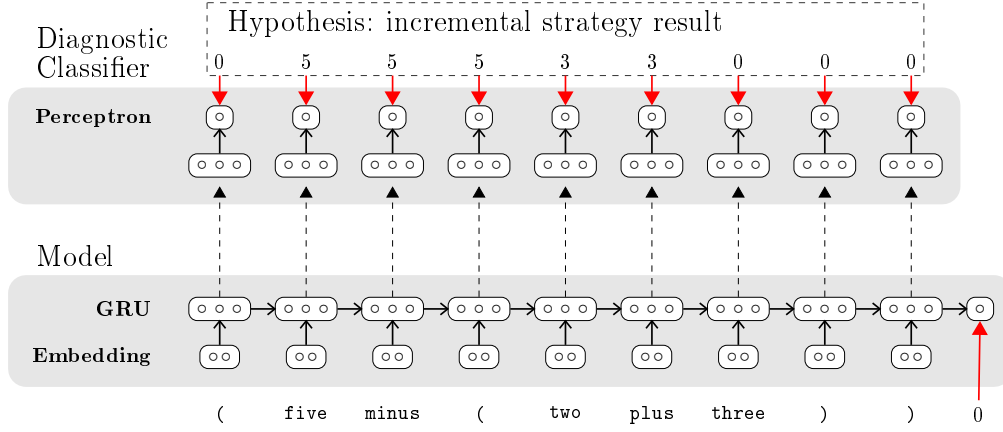 Hypothesis: incremental strategy result
Diagnostic
Classifier
0 5 5 5 3 3 0 0 0
Perceptron
Model
GRU
Embedding
( five minus ( two plus three ) ) 0